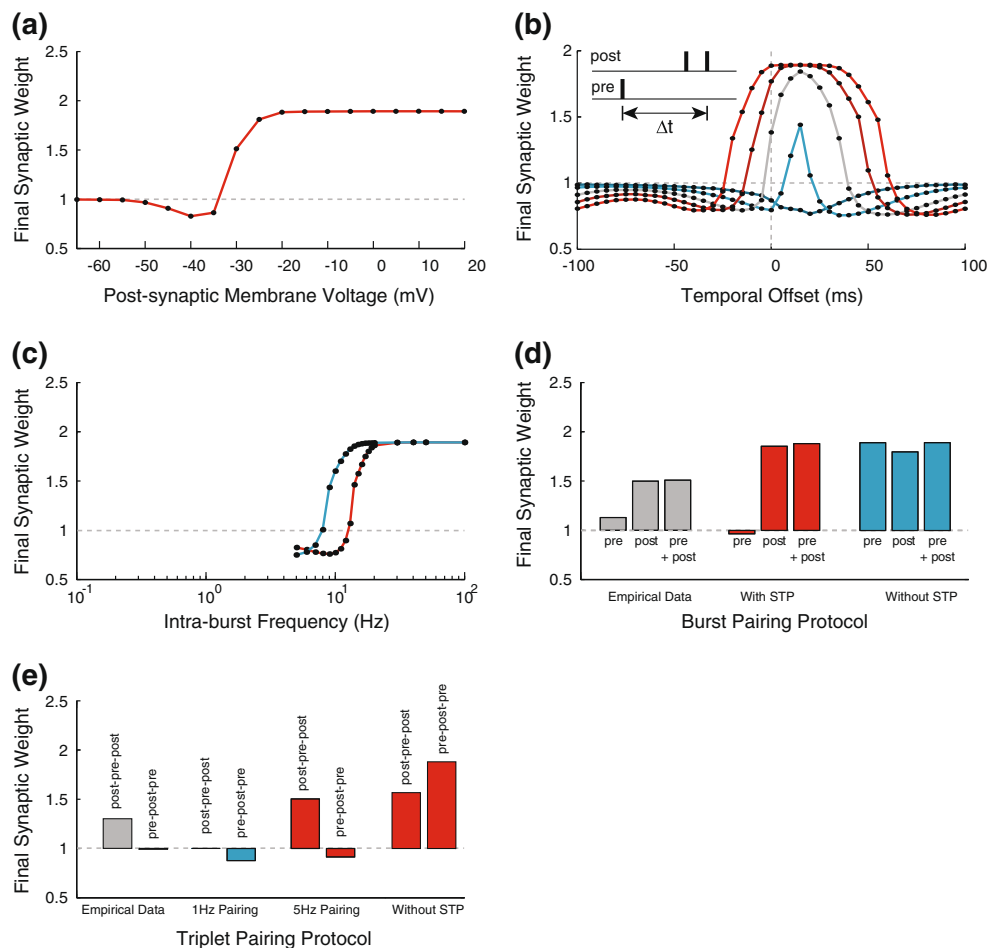 (a)
2.5
2
1.5
1
0.5
Final Synaptic Weight
-60 -50 -40 -30 -20 -10 0 10 20
Post-synaptic Membrane Voltage (mV)
(b)
2
1.5
1
0.5
Final Synaptic Weight
post
pre
Δt
-100 -50 0 50 100
Temporal Offset (ms)
(c)
2.5
2
1.5
1
0.5
Final Synaptic Weight
10-1 100 101 102
Intra-burst Frequency (Hz)
(d)
2.5
2
1.5
1
0.5
Final Synaptic Weight
pre post pre + post
pre post pre + post
pre post pre + post
Empirical Data With STP Without STP
Burst Pairing Protocol
(e)
2.5
2
1.5
1
0.5
Final Synaptic Weight
post-pre-post
pre-post-pre
post-pre-post
pre-post-pre
post-pre-post
pre-post-pre
post-pre-post
pre-post-pre
Empirical Data 1Hz Pairing 5Hz Pairing Without STP
Triplet Pairing Protocol